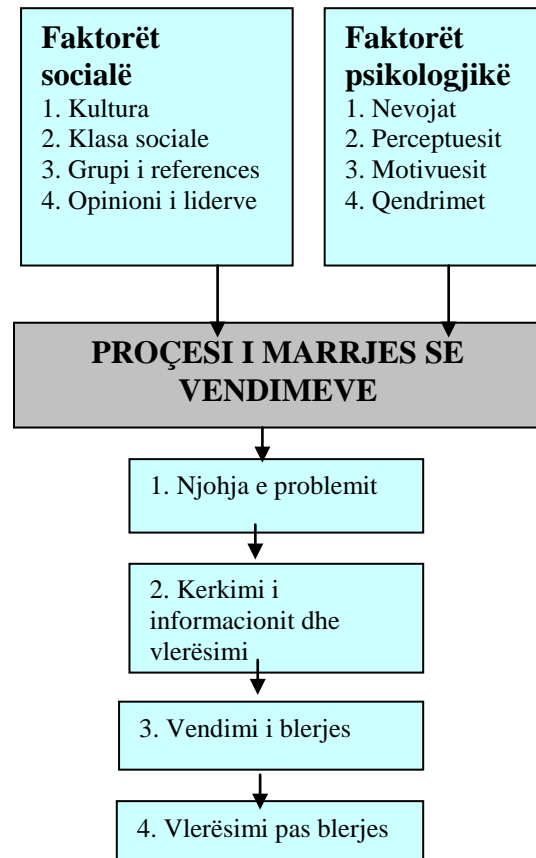 Faktorët
socialë
1. Kultura
2. Klasa sociale
3. Grupi i references
4. Opinioni i liderve
Faktorët
psikologjikë
1. Nevojat
2. Perceptuesit
3. Motivuesit
4. Qendrimet
PROÇESI I MARRJES SE
VENDIMEVE
1. Njohja e problemit
2. Kerkimi i
informacionit dhe
vlerësimi
3. Vendimi i blerjes
4. Vlerësimi pas blerjes